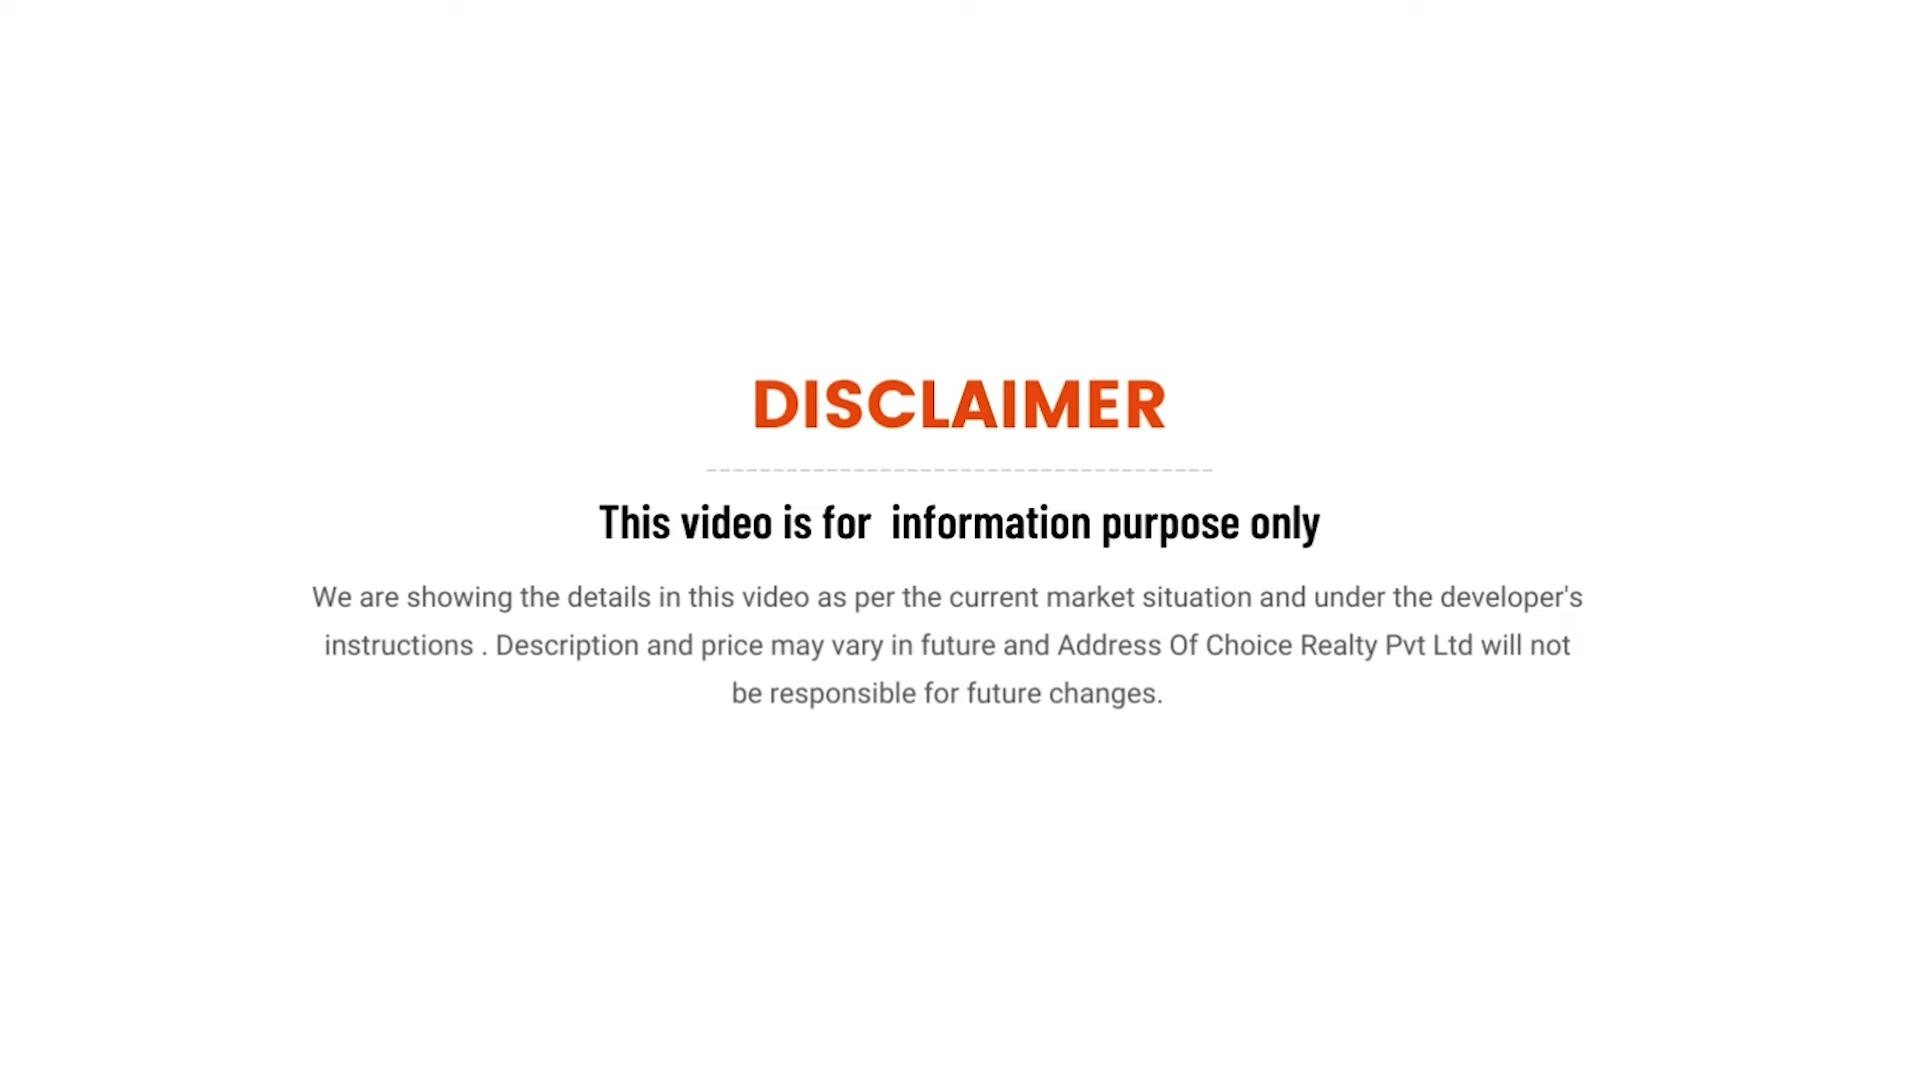 DISCLAIMER
This video is for  information purpose only
We are showing the details in this video as per the current market situation and under the developer's
instructions . Description and price may vary in future and Address Of Choice Realty Pvt Ltd will not
be responsible for future changes.